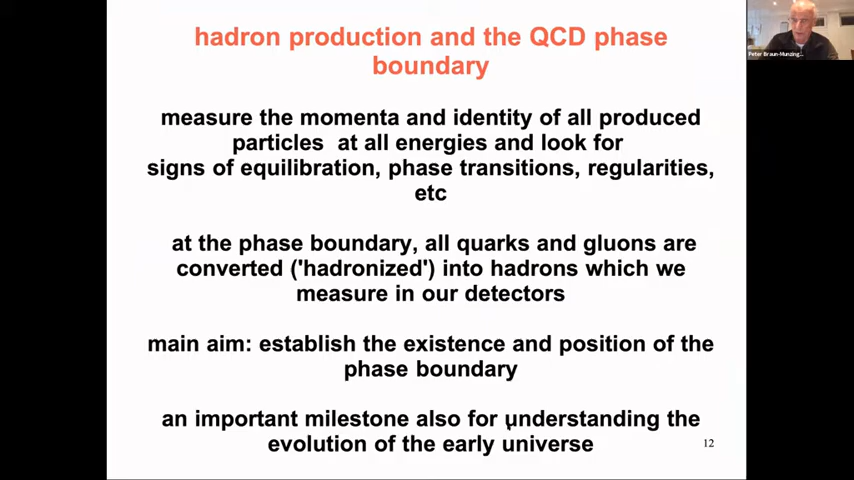 hadron production and the QCD phase
boundary
measure the momenta and identity of all produced
particles at all energies and look for
signs of equilibration, phase transitions, regularities,
etc
at the phase boundary, all quarks and gluons are
converted ('hadronized') into hadrons which we
measure in our detectors
main aim: establish the existence and position of the
phase boundary
an important milestone also for understanding the
evolution of the early universe
12
Peter Braun-Munzing...